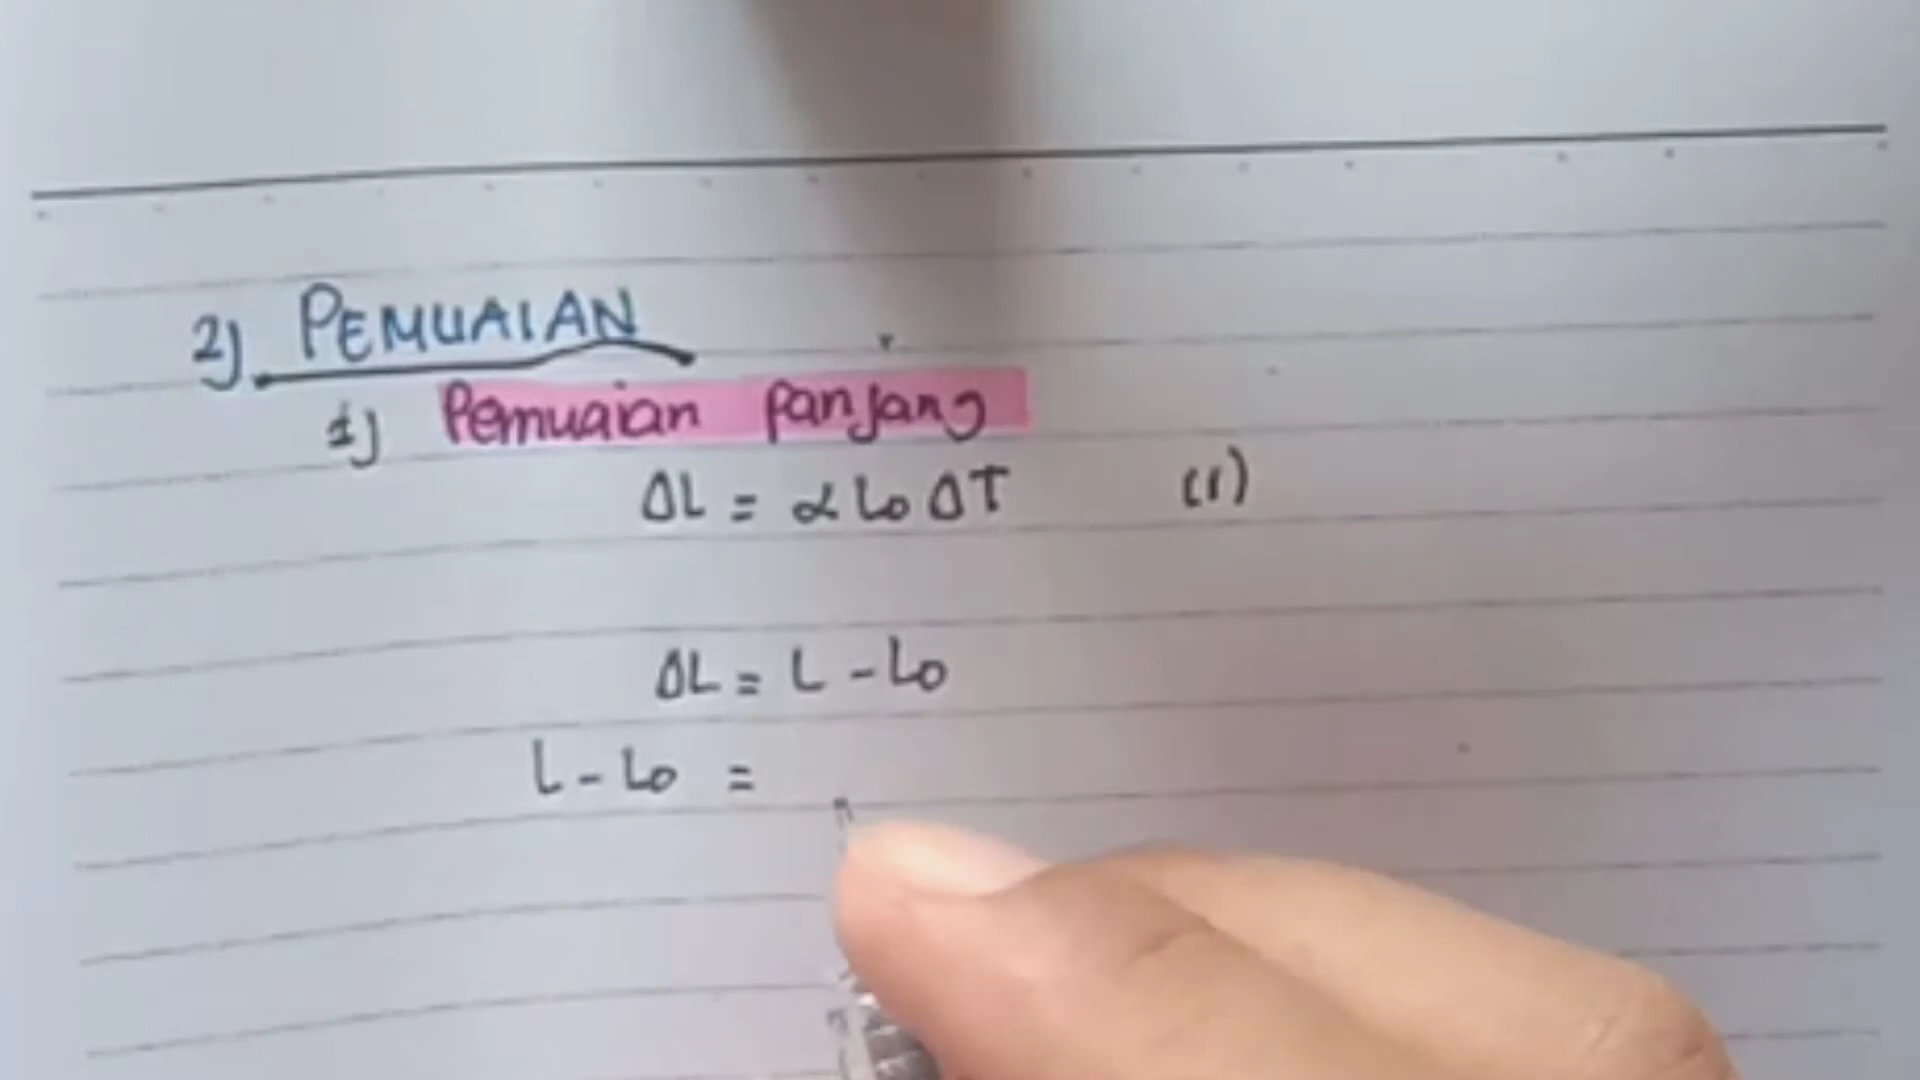 2) PEMUAIAN
1) Pemuaian Panjang
ΔL = α Lo ΔT (1)
ΔL = L - Lo
L - Lo =